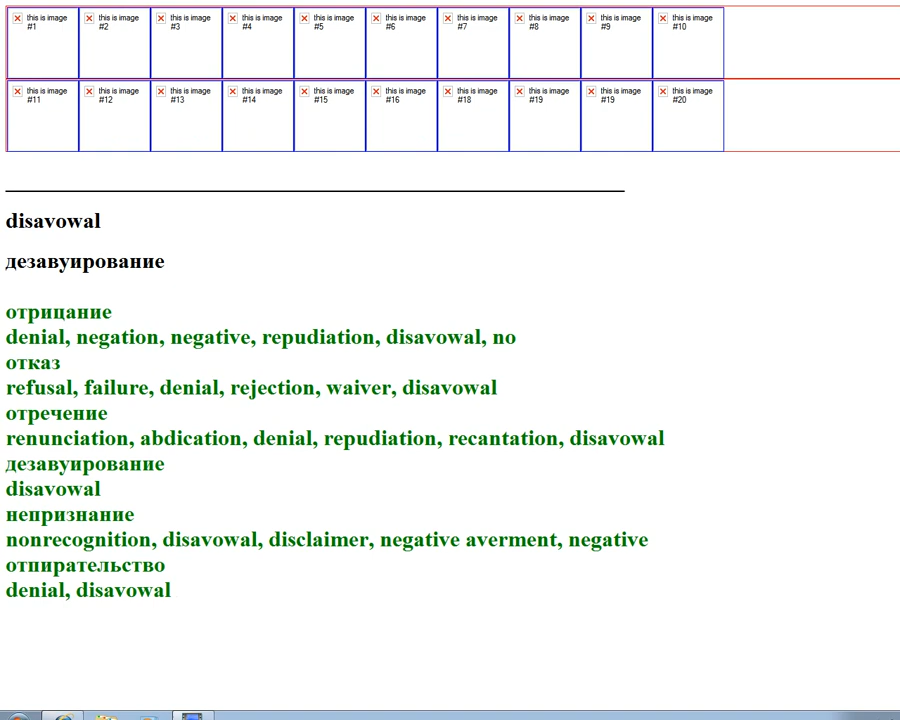 this is image #1 this is image #2 this is image #3 this is image #4 this is image #5 this is image #6 this is image #7 this is image #8 this is image #9 this is image #10
this is image #11 this is image #12 this is image #13 this is image #14 this is image #15 this is image #16 this is image #18 this is image #19 this is image #19 this is image #20
disavowal
дезавуирование
отрицание
denial, negation, negative, repudiation, disavowal, no
отказ
refusal, failure, denial, rejection, waiver, disavowal
отречение
renunciation, abdication, denial, repudiation, recantation, disavowal
дезавуирование
disavowal
непризнание
nonrecognition, disavowal, disclaimer, negative averment, negative
отпирательство
denial, disavowal